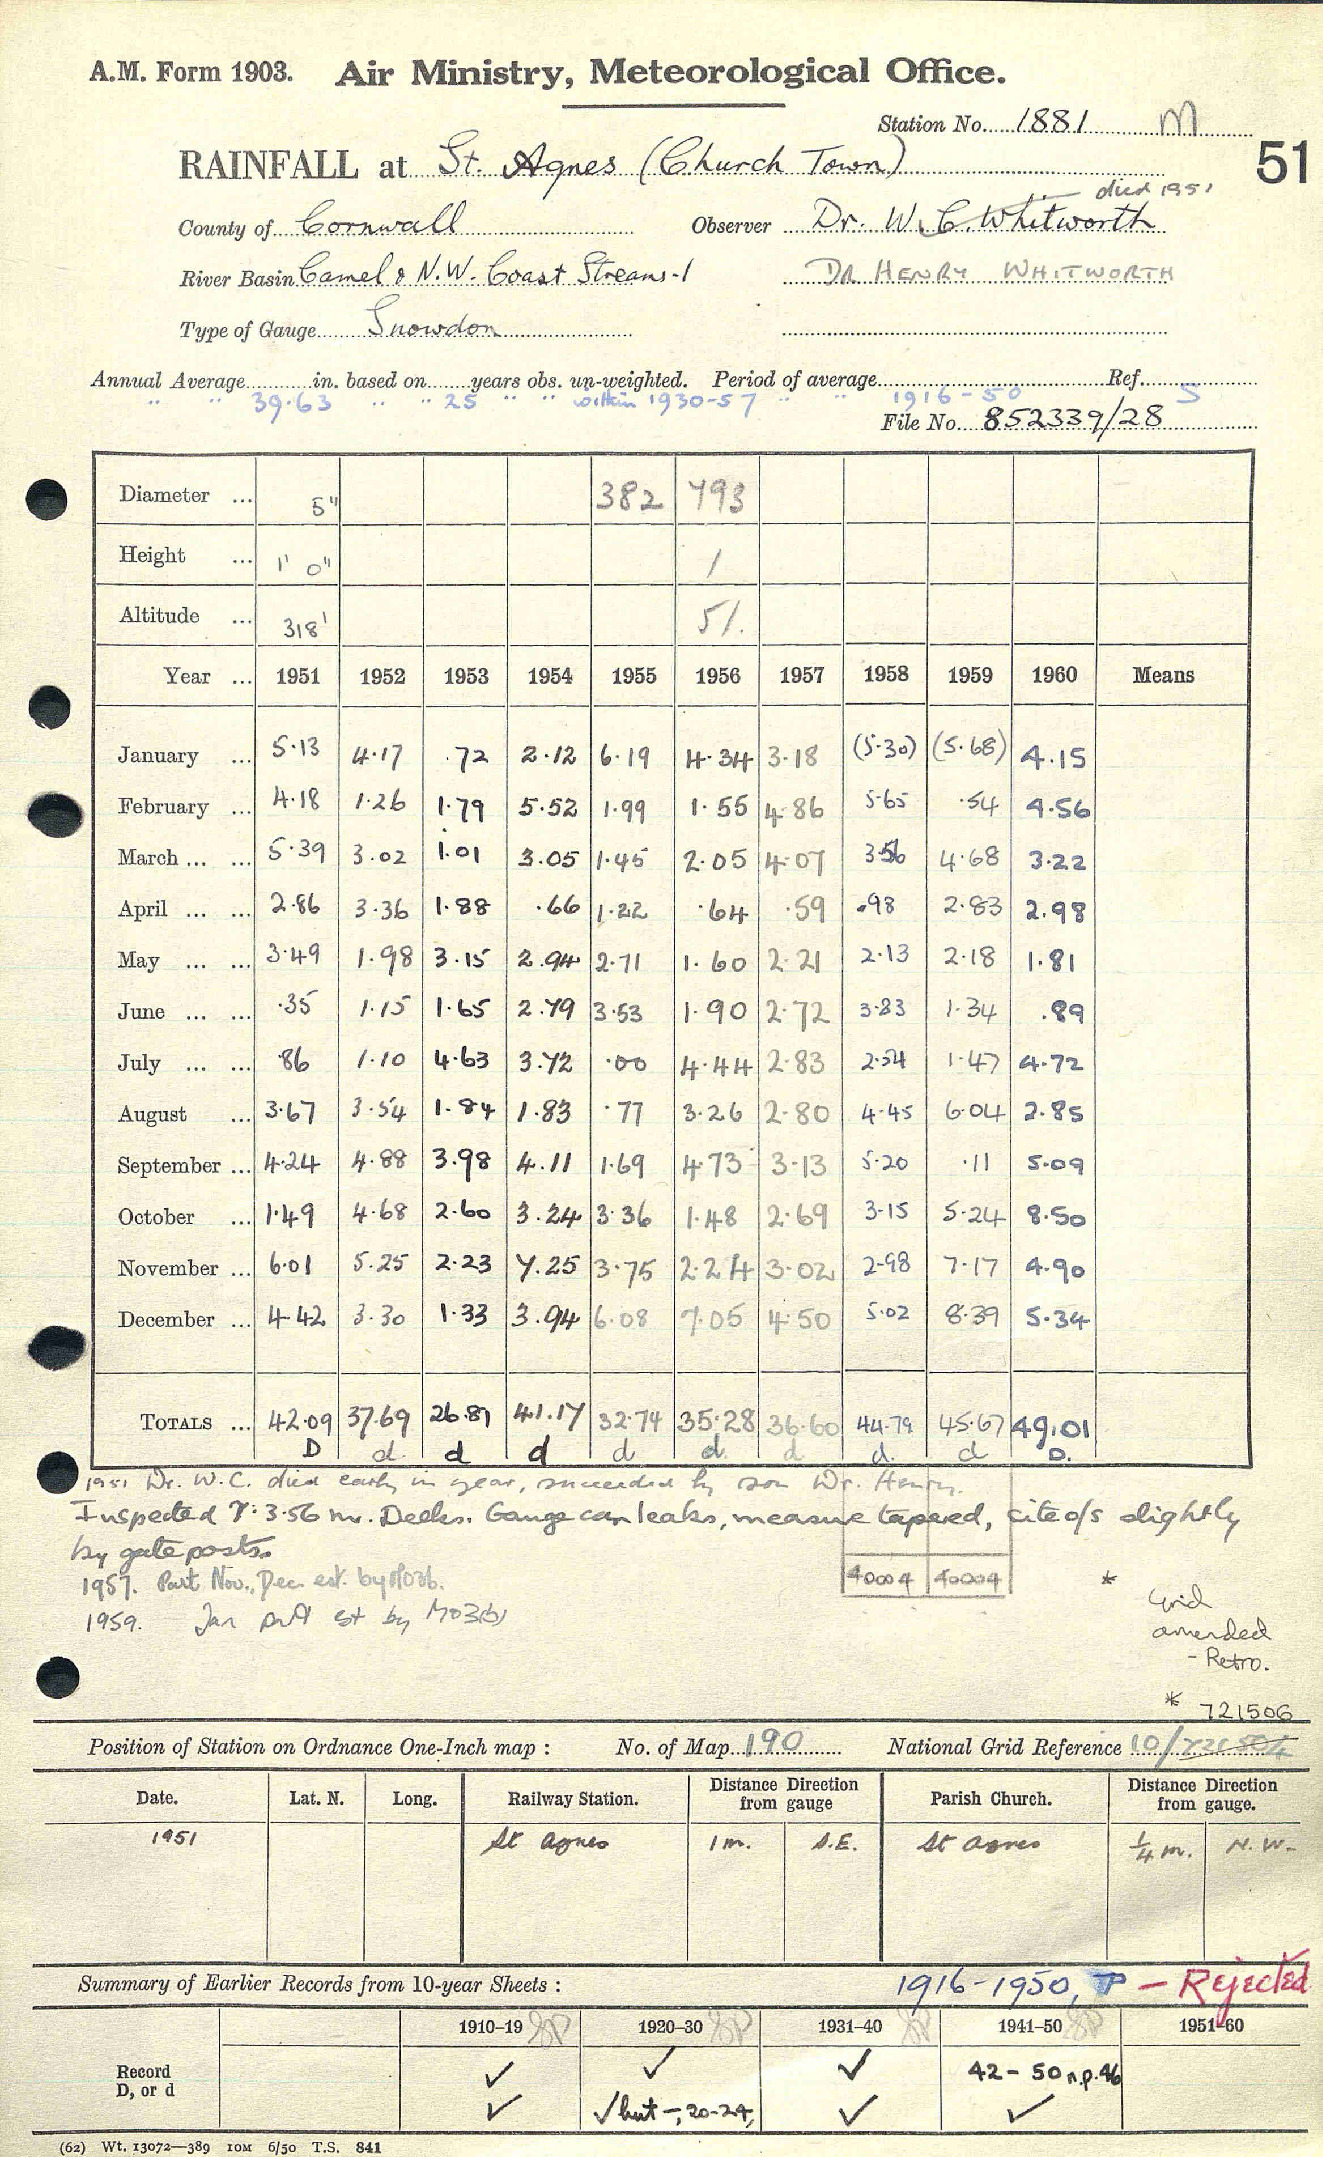 A.M. Form 1903. Air Ministry, Meteorological Office.
Station No. 1881 M
51
RAINFALL at St. Agnes (Church Town)
died 1951
County of Cornwall Observer Dr. W. C. Whitworth
River Basin Camel & N.W. Coast Streams-1 DR HENRY WHITWORTH
Type of Gauge Snowdon
Annual Average in. based on years obs. un-weighted. Period of average Ref.
" " 39.63 " " 25 " " within 1930-57 " " 1916-50 S
File No. 852339/28
Diameter ... 5" 382 793
Height ... 1' 0" 1
Altitude ... 318' 51.
Year ... 1951 1952 1953 1954 1955 1956 1957 1958 1959 1960 Means
January ... 5.13 4.17 .72 2.12 6.19 4.34 3.18 (5.30) (5.68) 4.15
February ... 4.18 1.26 1.79 5.52 1.99 1.55 4.86 5.65 .54 4.56
March ... ... 5.39 3.02 1.01 3.05 1.45 2.05 4.07 3.56 4.68 3.22
April ... ... 2.86 3.36 1.88 .66 1.22 .64 .59 .98 2.83 2.98
May ... ... 3.49 1.98 3.15 2.94 2.71 1.60 2.21 2.13 2.18 1.81
June ... ... .35 1.15 1.65 2.79 3.53 1.90 2.72 3.83 1.34 .89
July ... ... .86 1.10 4.63 3.72 .00 4.44 2.83 2.54 1.47 4.72
August ... 3.67 3.54 1.84 1.83 .77 3.26 2.80 4.45 6.04 2.85
September ... 4.24 4.88 3.98 4.11 1.69 4.73 3.13 5.20 .11 5.09
October ... 1.49 4.68 2.60 3.24 3.36 1.48 2.69 3.15 5.24 8.50
November ... 6.01 5.25 2.23 7.25 3.75 2.24 3.02 2.98 7.17 4.90
December ... 4.42 3.30 1.33 3.94 6.08 7.05 4.50 5.02 8.39 5.34
TOTALS ... 42.09 37.69 26.81 41.17 32.74 35.28 36.60 44.79 45.67 49.01
D d d d d d d d. d D.
1951 Dr. W.C. died early in year, succeeded by son Dr. Henry.
Inspected 7.3.56 Mr. Deeks. Gauge can leaks, measure tapered, site o/s slightly
by gate posts.
1957. Part Nov., Dec est. by M03b. 40004 40004 *
1959. Jan part est by M03(b)
Grid
amended
- Retro.
* 721506
Position of Station on Ordnance One-Inch map : No. of Map 190 National Grid Reference 10/721504
Date. Lat. N. Long. Railway Station. Distance Direction from gauge Parish Church. Distance Direction from gauge.
1951 St Agnes 1 m. S.E. St Agnes 1/4 m. N.W.
Summary of Earlier Records from 10-year Sheets : 1916-1950, P - Rejected
1910-19 1920-30 1931-40 1941-50 1951-60
Record ✓ ✓ ✓ 42-50 n.p.46
D, or d ✓ ✓ but -, 20-24, ✓ ✓
(62) Wt. 13072—389 10M 6/50 T.S. 841